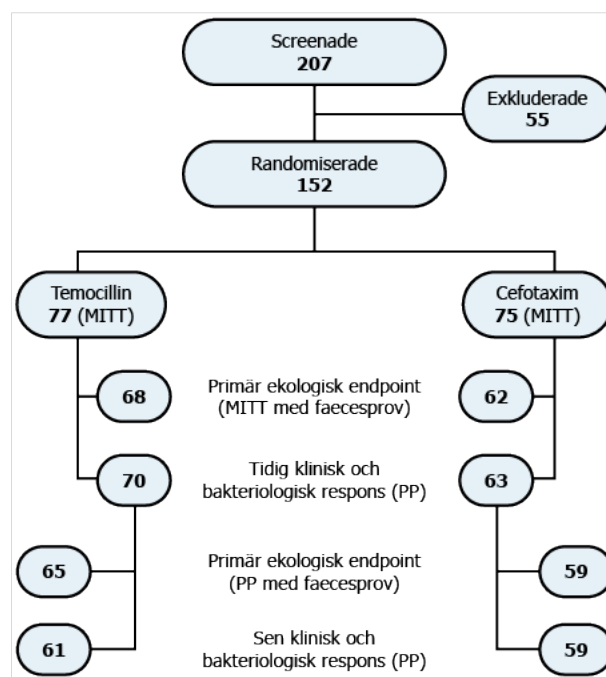 Screenade
207
Exkluderade
55
Randomiserade
152
Temocillin
77 (MITT)
Cefotaxim
75 (MITT)
68
Primär ekologisk endpoint
(MITT med faecesprov)
62
70
Tidig klinisk och
bakteriologisk respons (PP)
63
65
Primär ekologisk endpoint
(PP med faecesprov)
59
61
Sen klinisk och
bakteriologisk respons (PP)
59